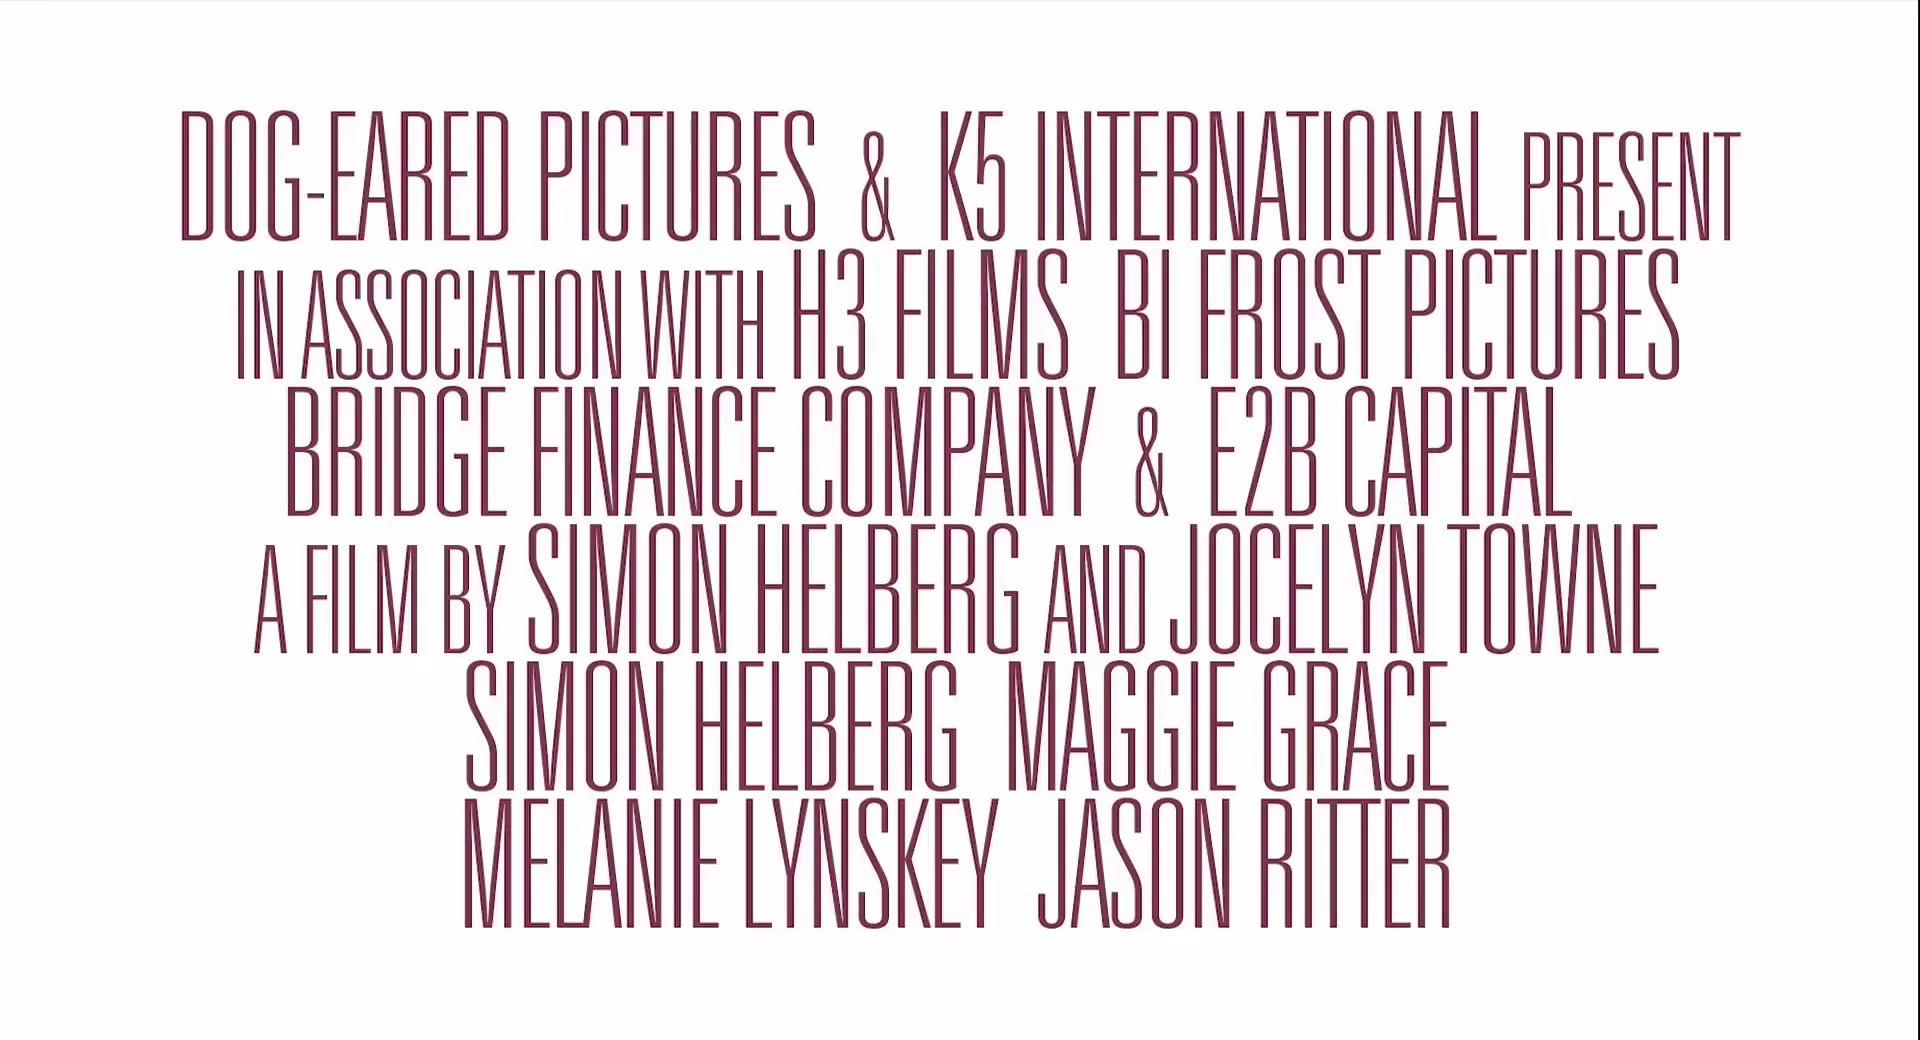 DOG-EARED PICTURES & K5 INTERNATIONAL PRESENT
IN ASSOCIATION WITH H3 FILMS BI FROST PICTURES
BRIDGE FINANCE COMPANY & E2B CAPITAL
A FILM BY SIMON HELBERG AND JOCELYN TOWNE
SIMON HELBERG MAGGIE GRACE
MELANIE LYNSKEY JASON RITTER